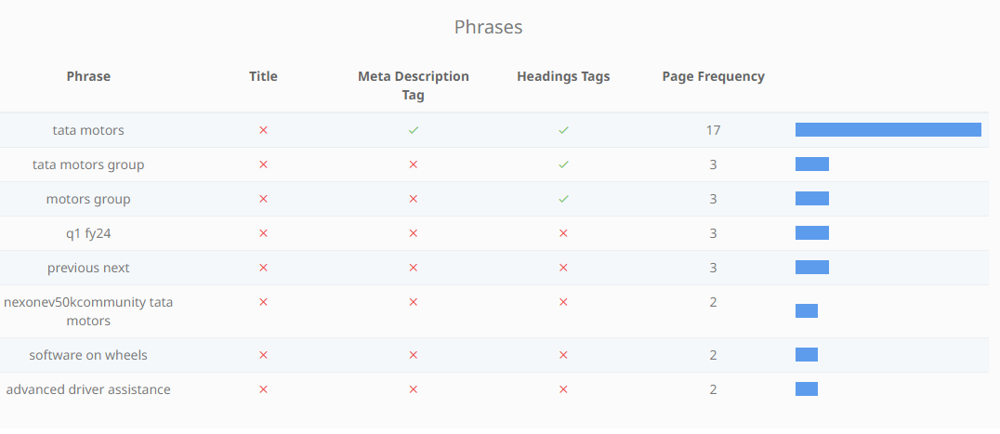 Phrases
Phrase Title Meta Description Tag Headings Tags Page Frequency
tata motors × ✓ ✓ 17
tata motors group × × ✓ 3
motors group × × ✓ 3
q1 fy24 × × × 3
previous next × × × 3
nexonev50kcommunity tata motors × × × 2
software on wheels × × × 2
advanced driver assistance × × × 2